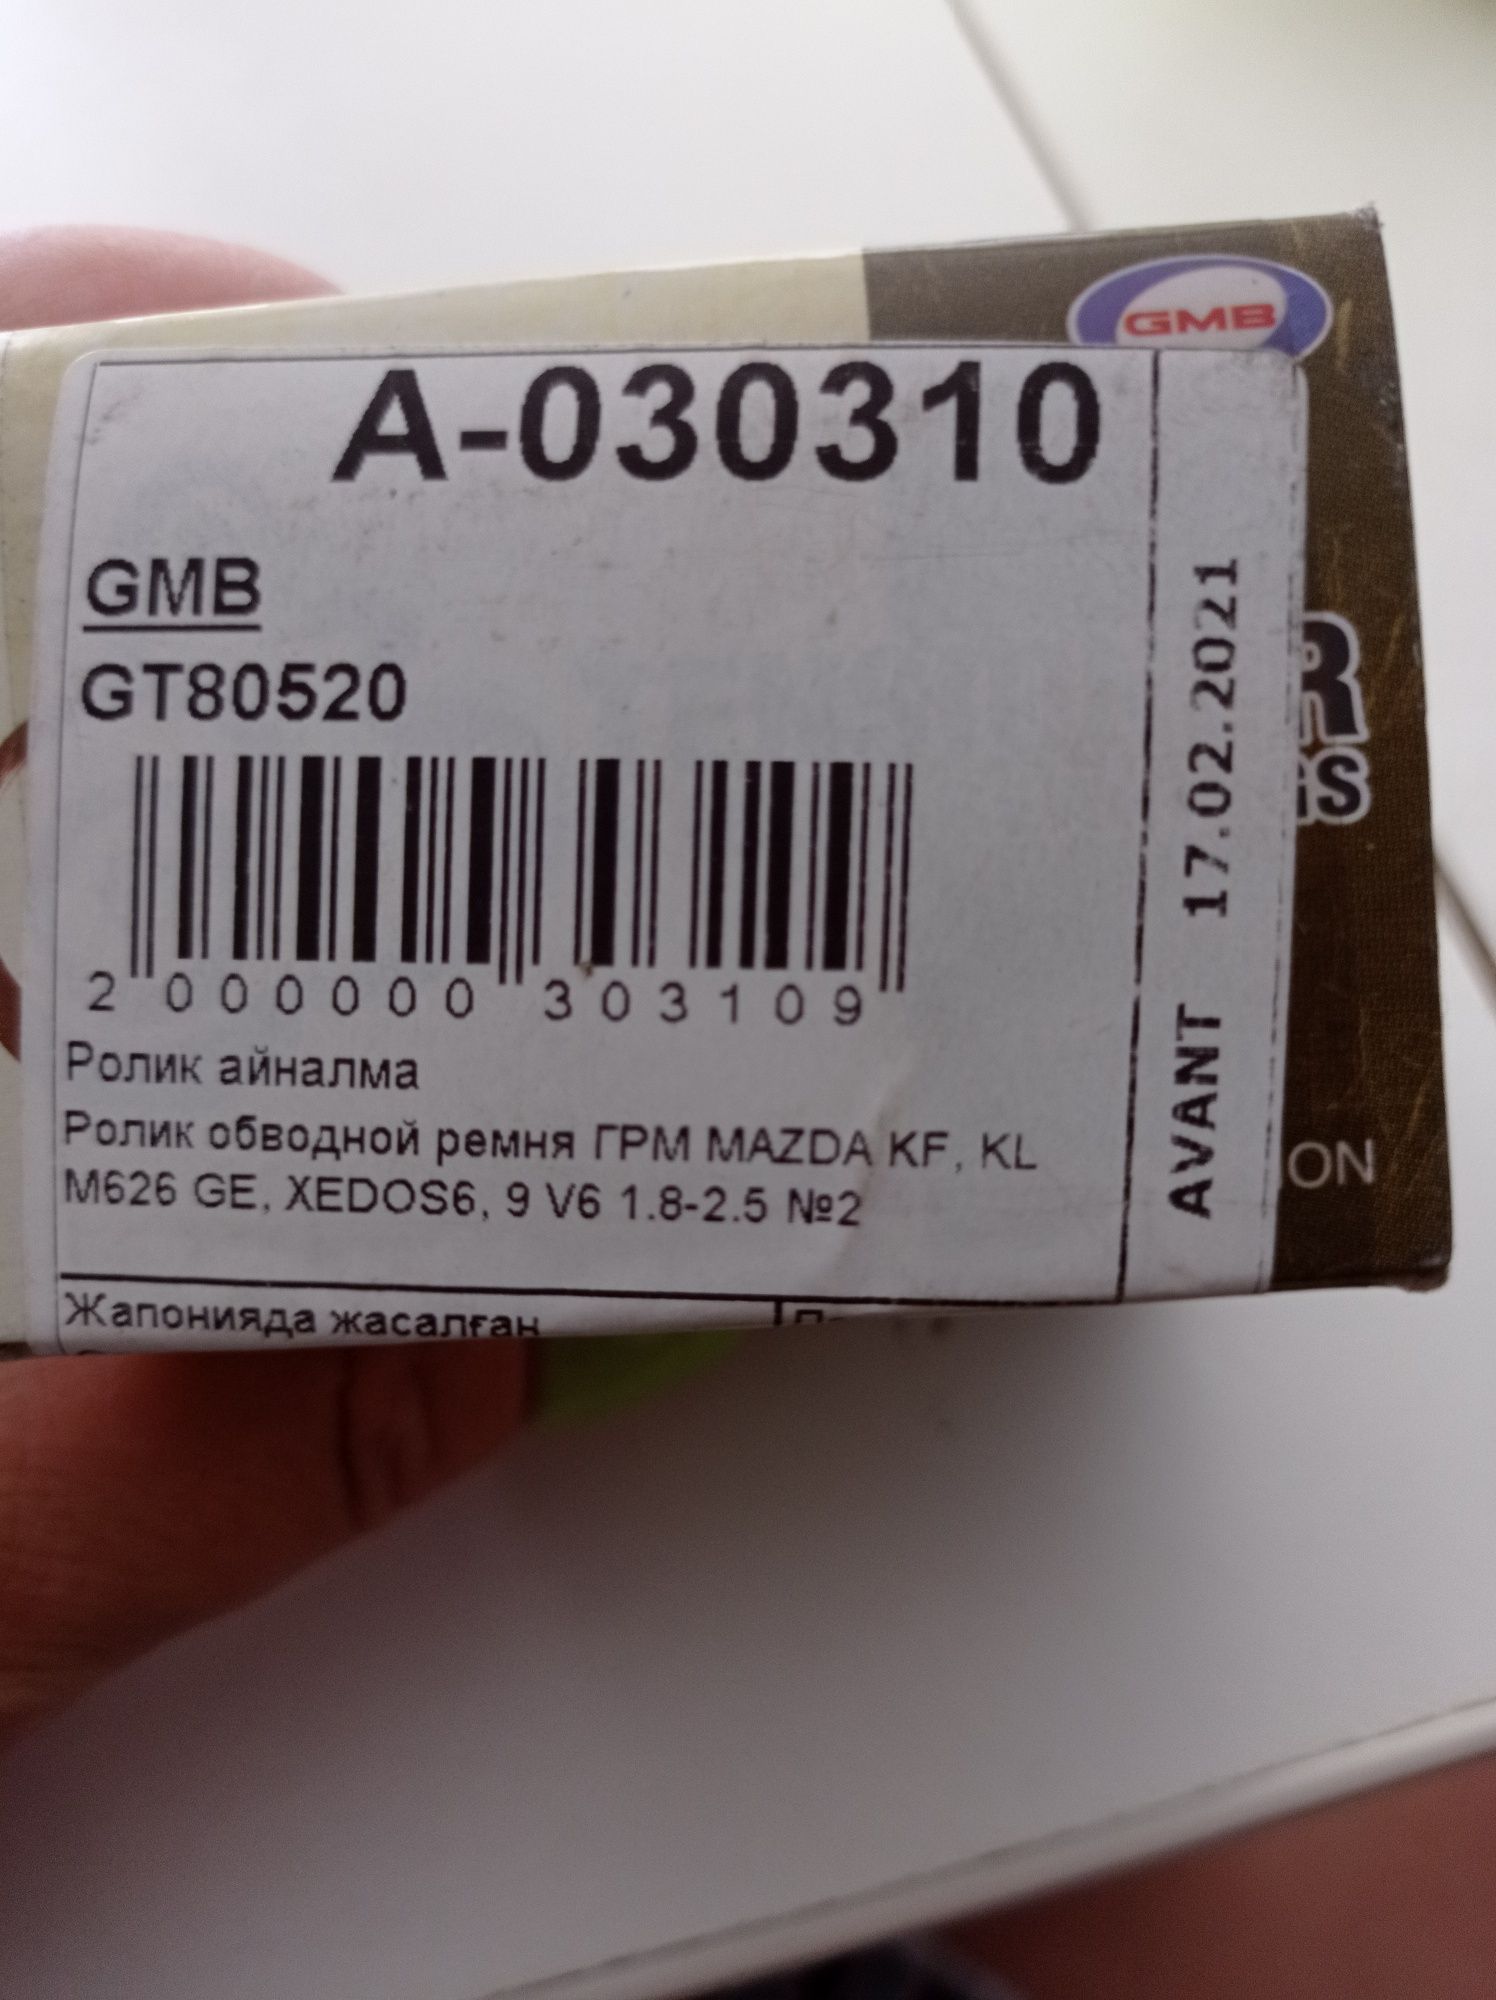 GMB
A-030310
GMB
GT80520
2 000000 303109
Ролик айналма
Ролик обводной ремня ГРМ MAZDA KF, KL
M626 GE, XEDOS6, 9 V6 1.8-2.5 №2
Жапонияда жасалған
AVANT 17.02.2021
R
S
ON